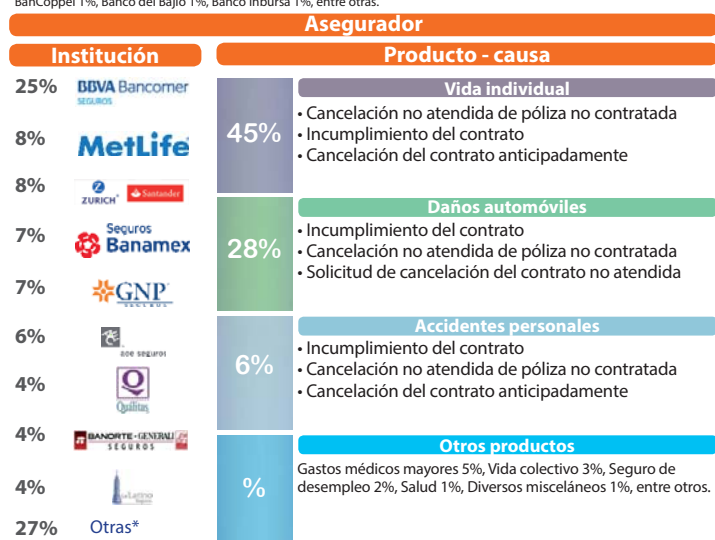 BanCoppel 1%, Banco del Bajío 1%, Banco Inbursa 1%, entre otras.
Asegurador
Institución
25% BBVA Bancomer
SEGUROS
8% MetLife
8% ZURICH Santander
7% Seguros
Banamex
7% GNP
SEGUROS
6% ace seguros
4% Q
Quálitas
4% BANORTE - GENERALI
SEGUROS
4% La Latino
Seguros
27% Otras*
Producto - causa
45%
Vida individual
• Cancelación no atendida de póliza no contratada
• Incumplimiento del contrato
• Cancelación del contrato anticipadamente
28%
Daños automóviles
• Incumplimiento del contrato
• Cancelación no atendida de póliza no contratada
• Solicitud de cancelación del contrato no atendida
6%
Accidentes personales
• Incumplimiento del contrato
• Cancelación no atendida de póliza no contratada
• Cancelación del contrato anticipadamente
%
Otros productos
Gastos médicos mayores 5%, Vida colectivo 3%, Seguro de
desempleo 2%, Salud 1%, Diversos misceláneos 1%, entre otros.